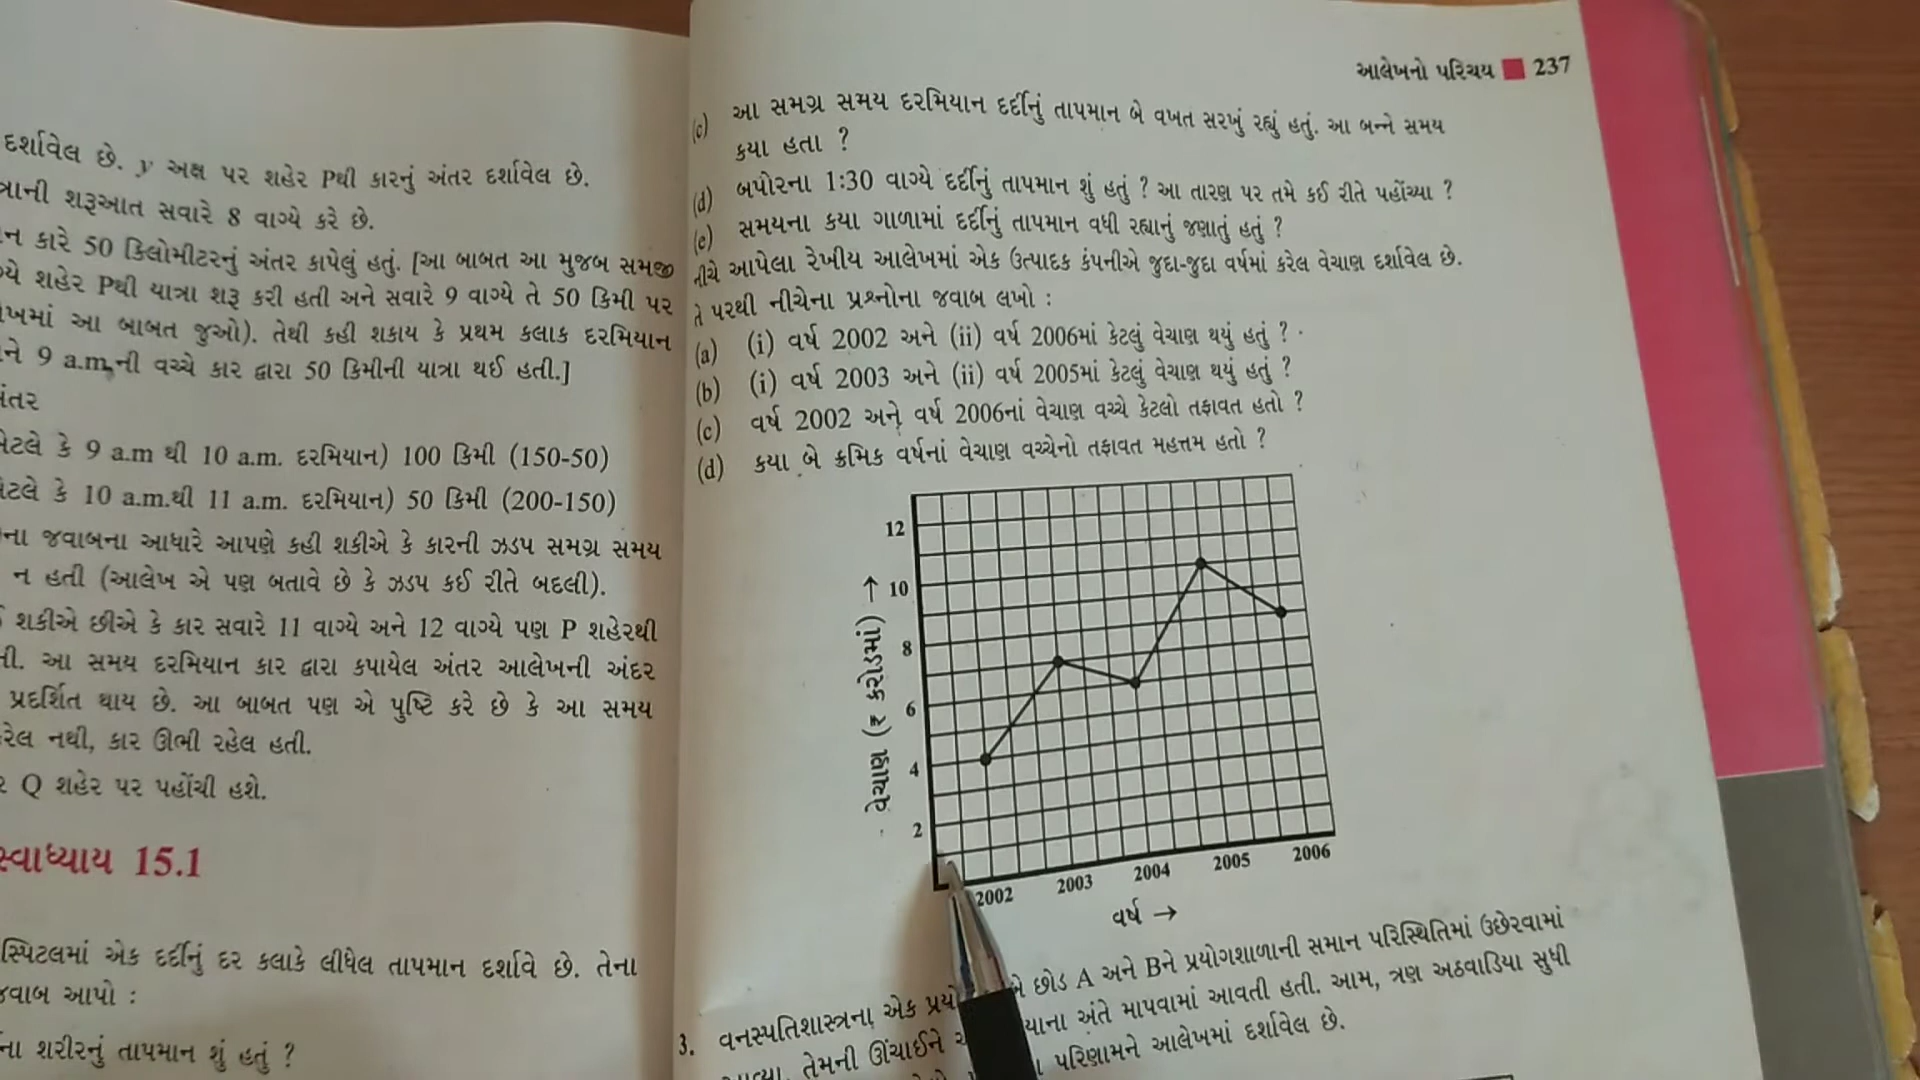 દર્શાવેલ છે. y અક્ષ પર શહેર Pથી કારનું અંતર દર્શાવેલ છે.
શરૂઆત સવારે 8 વાગ્યે કરે છે.
કારે 50 કિલોમીટરનું અંતર કાપેલું હતું. [આ બાબત આ મુજબ સમજી
શહેર Pથી યાત્રા શરૂ કરી હતી અને સવારે 9 વાગ્યે તે 50 કિમી પર
આ બાબત જુઓ). તેથી કહી શકાય કે પ્રથમ કલાક દરમિયાન
9 a.m.ની વચ્ચે કાર દ્વારા 50 કિમીની યાત્રા થઈ હતી.]
કે 9 a.m થી 10 a.m. દરમિયાન) 100 કિમી (150-50)
કે 10 a.m.થી 11 a.m. દરમિયાન) 50 કિમી (200-150)
ના જવાબના આધારે આપણે કહી શકીએ કે કારની ઝડપ સમગ્ર સમય
ન હતી (આલેખ એ પણ બતાવે છે કે ઝડપ કઈ રીતે બદલી).
શકીએ છીએ કે કાર સવારે 11 વાગ્યે અને 12 વાગ્યે પણ P શહેરથી
આ સમય દરમિયાન કાર દ્વારા કપાયેલ અંતર આલેખની અંદર
પ્રદર્શિત થાય છે. આ બાબત પણ એ પુષ્ટિ કરે છે કે આ સમય
નથી, કાર ઊભી રહેલ હતી.
Q શહેર પર પહોંચી હશે.
સ્વાધ્યાય 15.1
એક દર્દીનું દર કલાકે લીધેલ તાપમાન દર્શાવે છે. તેના
જવાબ આપો :
ના શરીરનું તાપમાન શું હતું ?
આલેખનો પરિચય 237
(c) આ સમગ્ર સમય દરમિયાન દર્દીનું તાપમાન બે વખત સરખું રહ્યું હતું. આ બન્ને સમય
કયા હતા ?
(d) બપોરના 1:30 વાગ્યે દર્દીનું તાપમાન શું હતું ? આ તારણ પર તમે કઈ રીતે પહોંચ્યા ?
(e) સમયના કયા ગાળામાં દર્દીનું તાપમાન વધી રહ્યાનું જણાતું હતું ?
નીચે આપેલા રેખીય આલેખમાં એક ઉત્પાદક કંપનીએ જુદા-જુદા વર્ષમાં કરેલ વેચાણ દર્શાવેલ છે.
તે પરથી નીચેના પ્રશ્નોના જવાબ લખો :
(a) (i) વર્ષ 2002 અને (ii) વર્ષ 2006માં કેટલું વેચાણ થયું હતું ?
(b) (i) વર્ષ 2003 અને (ii) વર્ષ 2005માં કેટલું વેચાણ થયું હતું ?
(c) વર્ષ 2002 અને વર્ષ 2006નાં વેચાણ વચ્ચે કેટલો તફાવત હતો ?
(d) કયા બે ક્રમિક વર્ષનાં વેચાણ વચ્ચેનો તફાવત મહત્તમ હતો ?
12
10
8
6
4
2
વેચાણ (₹ કરોડમાં) →
2002 2003 2004 2005 2006
વર્ષ →
3. વનસ્પતિશાસ્ત્રના એક છોડ A અને Bને પ્રયોગશાળાની સમાન પરિસ્થિતિમાં ઉછેરવામાં
તેમની ઊંચાઈને અંતે માપવામાં આવતી હતી. આમ, ત્રણ અઠવાડિયા સુધી
પરિણામને આલેખમાં દર્શાવેલ છે.